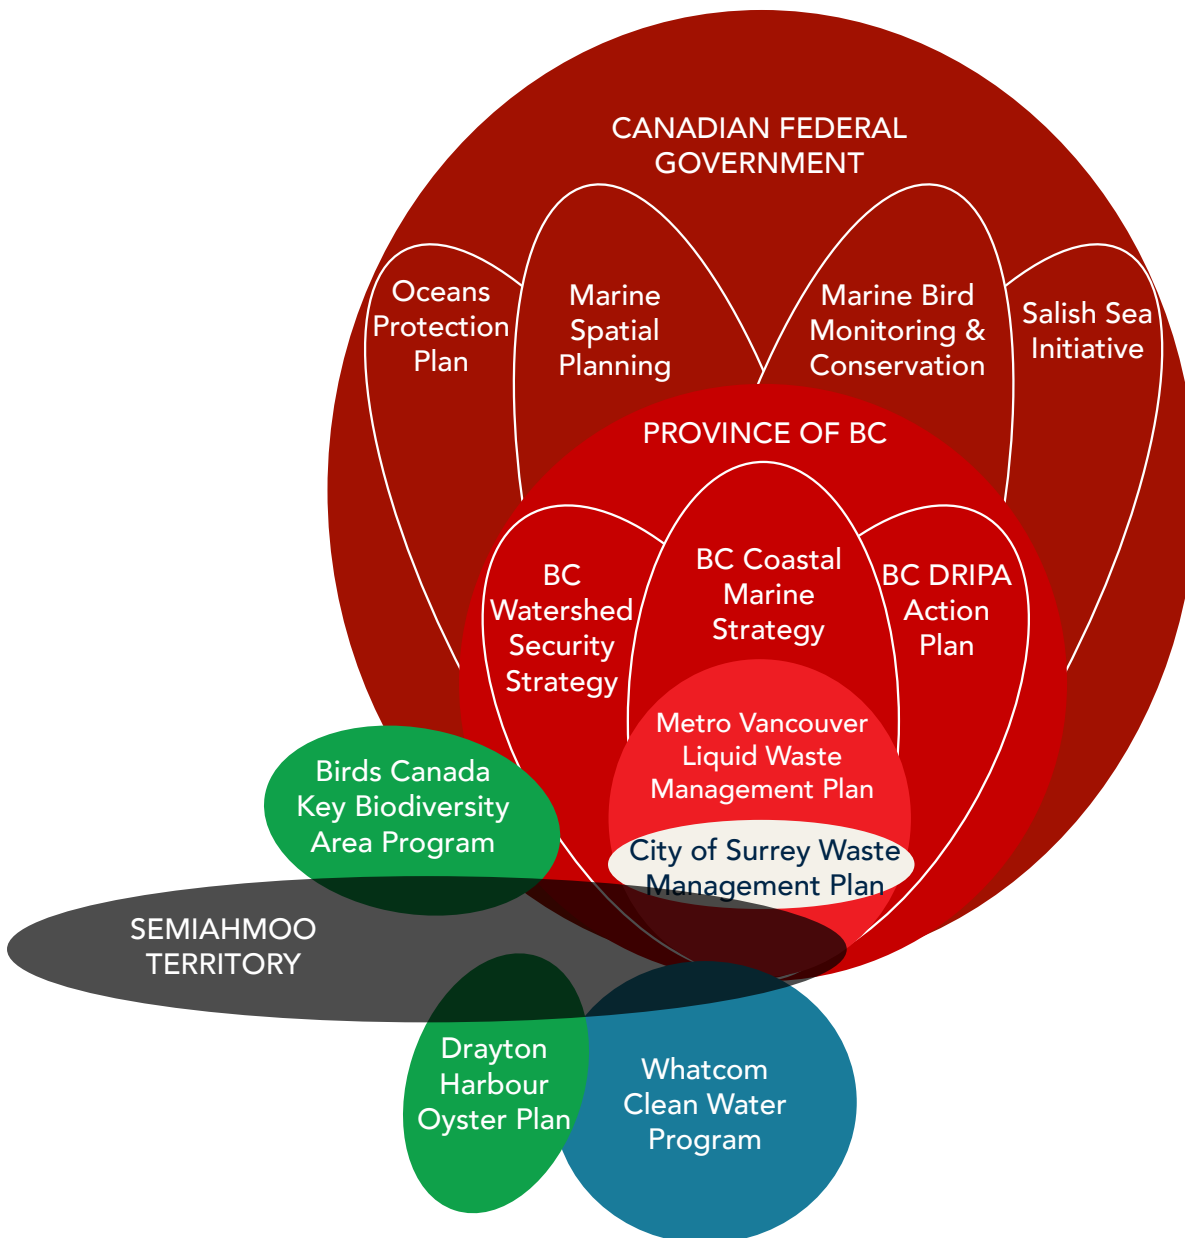 CANADIAN FEDERAL
GOVERNMENT
Oceans
Protection
Plan
Marine
Spatial
Planning
Marine Bird
Monitoring &
Conservation
Salish Sea
Initiative
PROVINCE OF BC
BC
Watershed
Security
Strategy
BC Coastal
Marine
Strategy
BC DRIPA
Action
Plan
Metro Vancouver
Liquid Waste
Management Plan
City of Surrey Waste
Management Plan
Birds Canada
Key Biodiversity
Area Program
SEMIAHMOO
TERRITORY
Drayton
Harbour
Oyster Plan
Whatcom
Clean Water
Program